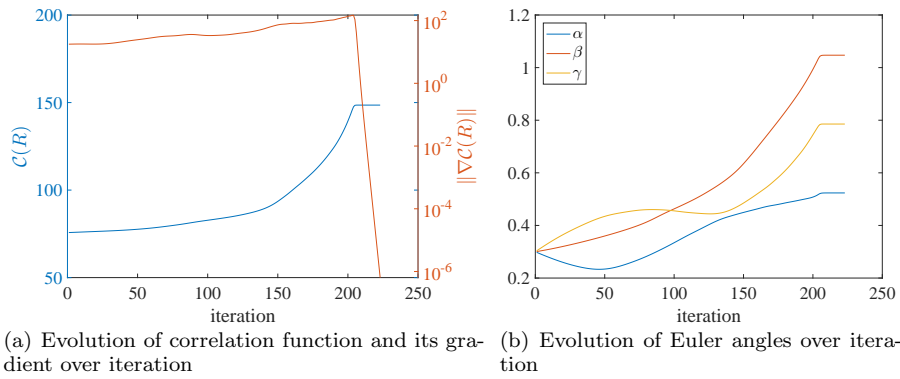 200
150
100
50
C(R)
10^2
10^0
10^-2
10^-4
10^-6
‖∇C(R)‖
0 50 100 150 200 250
iteration
1.2
1
0.8
0.6
0.4
0.2
α
β
γ
0 50 100 150 200 250
iteration
(a) Evolution of correlation function and its gra-
dient over iteration
(b) Evolution of Euler angles over itera-
tion